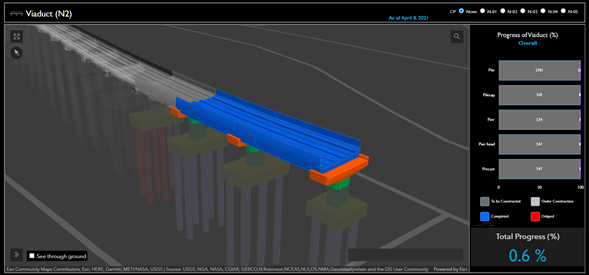 Viaduct (N2)
As of April 8, 2021
CP None N-01 N-02 N-03 N-04 N-05
Progress of Viaduct (%)
Overall
Pile
Pilecap 528
Pier 534
Pier head 547
Precast 547
0 50 100
To be Constructed Under Construction
Completed Delayed
Total Progress (%)
0.6 %
See through ground
Esri Community Maps Contributors, Esri, HERE, Garmin, METI/NASA, USGS | Source: USGS, NGA, NASA, CGIAR, GEBCO,N Robinson,NCEAS,NLS,OS,NMA,Geodatastyrelsen and the GIS User Community Powered by Esri